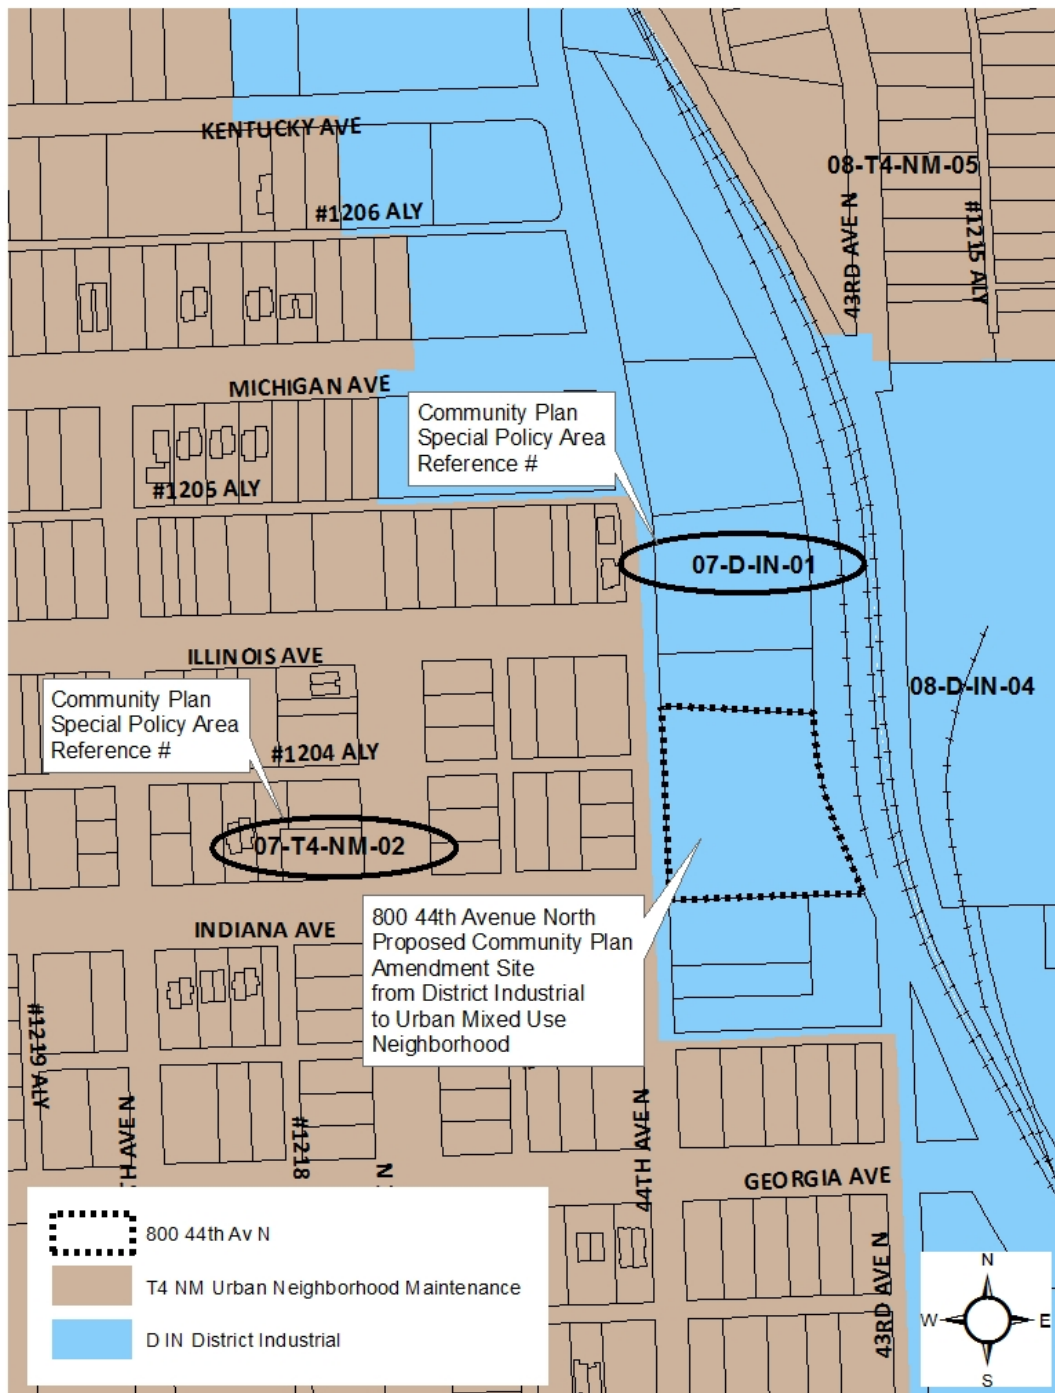 KENTUCKY AVE
08-T4-NM-05
#1206 ALY
43RD AVE N
#1215 ALY
MICHIGAN AVE
Community Plan
Special Policy Area
Reference #
#1205 ALY
07-D-IN-01
ILLINOIS AVE
08-D-IN-04
Community Plan
Special Policy Area
Reference #
#1204 ALY
07-T4-NM-02
800 44th Avenue North
Proposed Community Plan
Amendment Site
from District Industrial
to Urban Mixed Use
Neighborhood
INDIANA AVE
#1219 ALY
#1218
44TH AVE N
GEORGIA AVE
43RD AVE N
800 44th Av N
T4 NM Urban Neighborhood Maintenance
D IN District Industrial
N
W
E
S